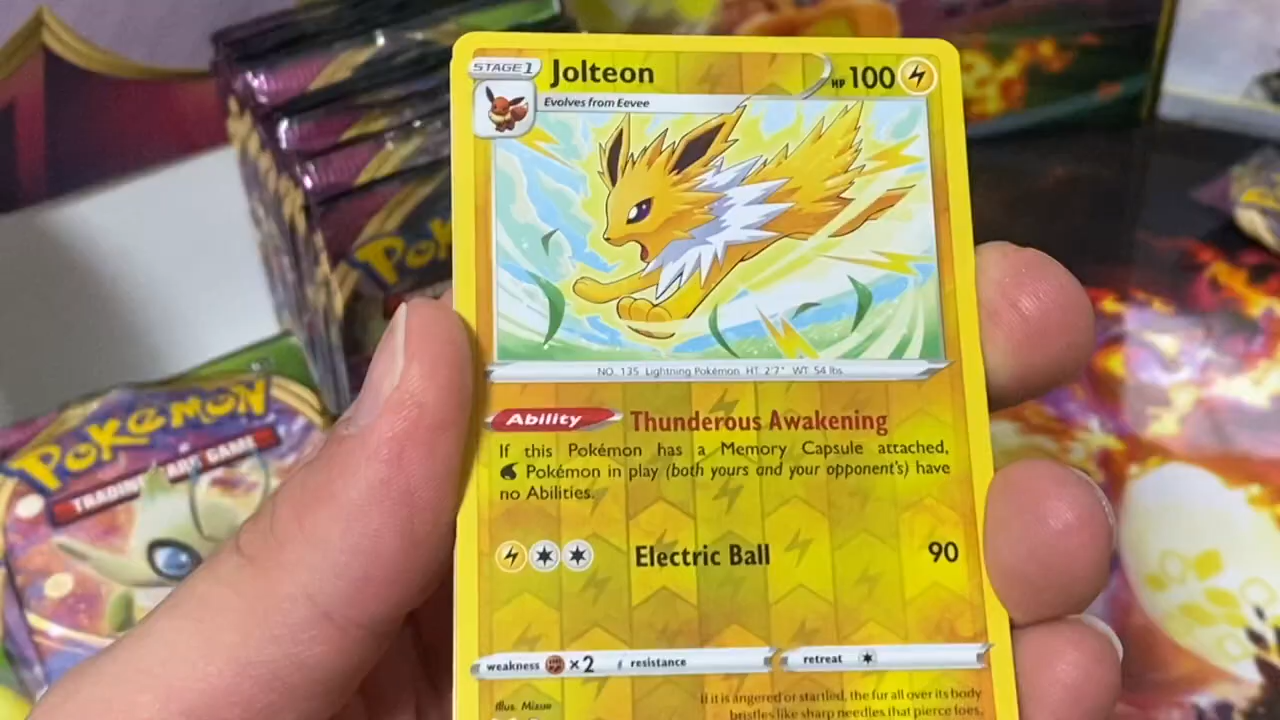 STAGE 1
Jolteon
HP 100
Evolves from Eevee
NO. 135 Lightning Pokémon HT 2'7" WT 54 lbs
Ability Thunderous Awakening
If this Pokémon has a Memory Capsule attached,
Pokémon in play (both yours and your opponent's) have
no Abilities.
Electric Ball 90
weakness ×2 resistance retreat
Illus. Mizue
If it is angered or startled, the fur all over its body
bristles like sharp needles that pierce foes.
POKéMON
TRADING CARD GAME
POK